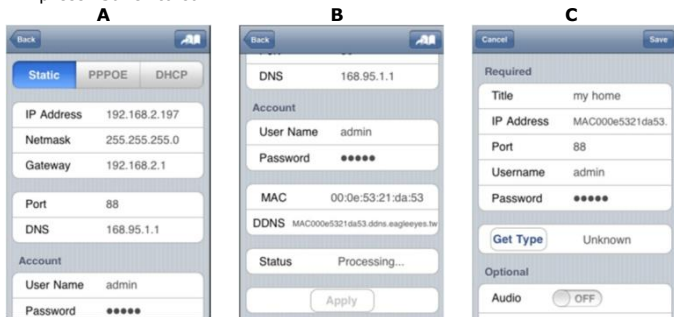 A
Back
Static PPPOE DHCP
IP Address 192.168.2.197
Netmask 255.255.255.0
Gateway 192.168.2.1
Port 88
DNS 168.95.1.1
Account
User Name admin
Password •••••
B
Back
DNS 168.95.1.1
Account
User Name admin
Password •••••
MAC 00:0e:53:21:da:53
DDNS MAC000e5321da53.ddns.eagleeyes.tw
Status Processing...
Apply
C
Cancel Save
Required
Title my home
IP Address MAC000e5321da53.
Port 88
Username admin
Password •••••
Get Type Unknown
Optional
Audio OFF